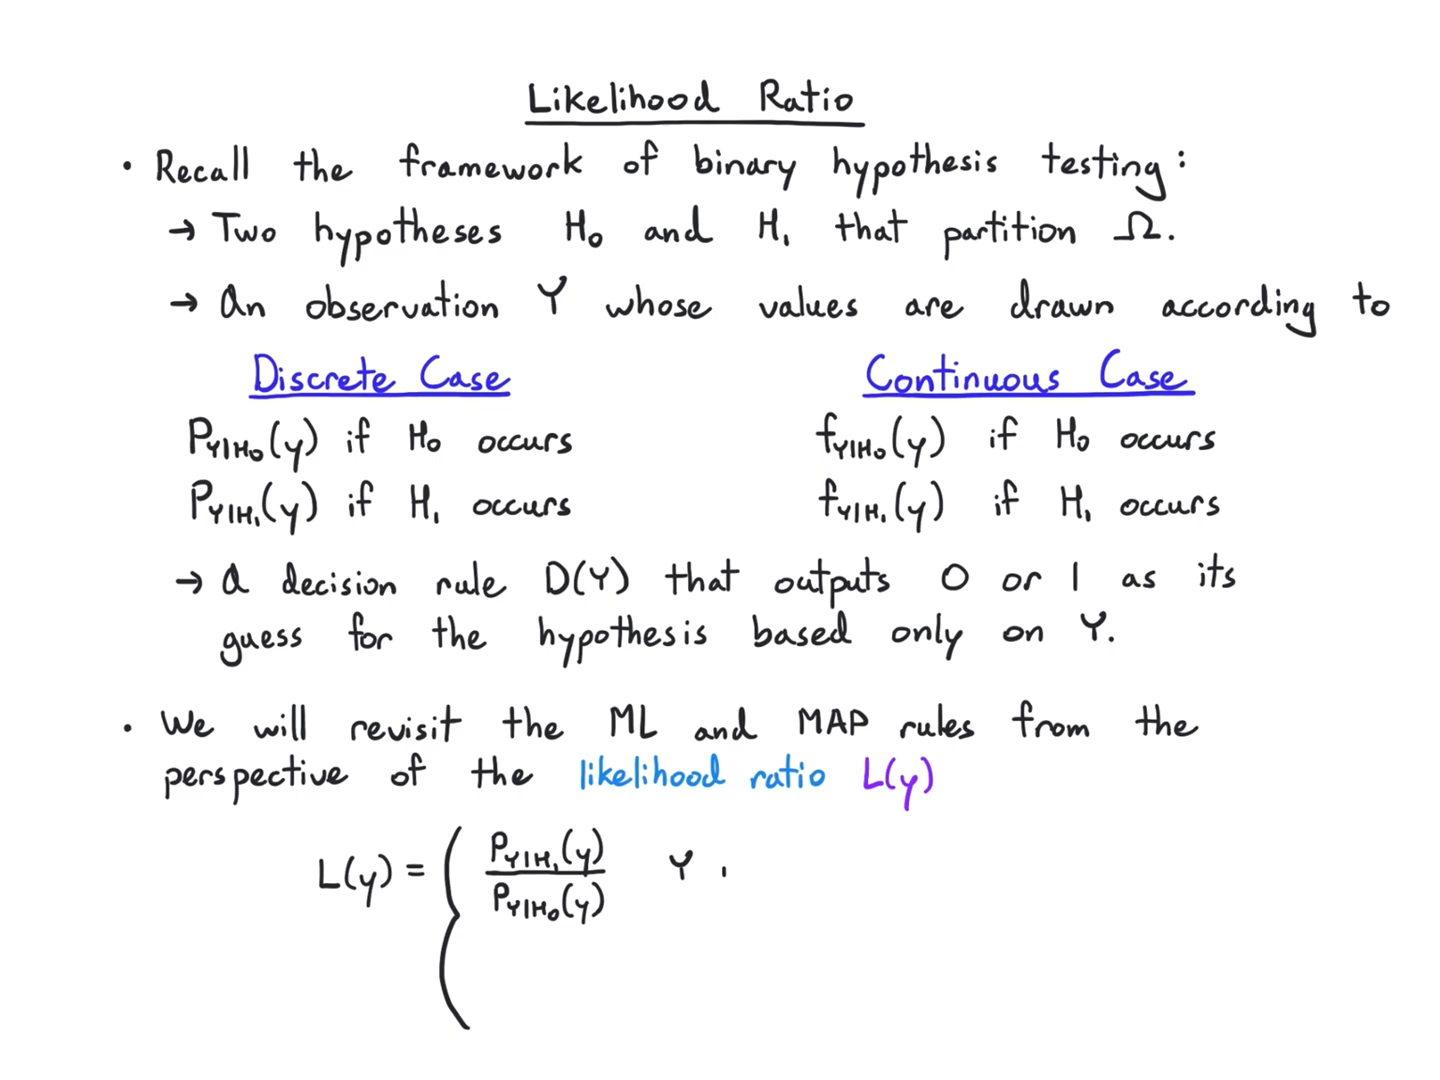 Likelihood Ratio
• Recall the framework of binary hypothesis testing:
→ Two hypotheses H₀ and H₁ that partition Ω.
→ An observation Y whose values are drawn according to
Discrete Case Continuous Case
P_{Y|H₀}(y) if H₀ occurs f_{Y|H₀}(y) if H₀ occurs
P_{Y|H₁}(y) if H₁ occurs f_{Y|H₁}(y) if H₁ occurs
→ A decision rule D(Y) that outputs 0 or 1 as its
guess for the hypothesis based only on Y.
• We will revisit the ML and MAP rules from the
perspective of the likelihood ratio L(y)
L(y) = { P_{Y|H₁}(y) / P_{Y|H₀}(y) Y